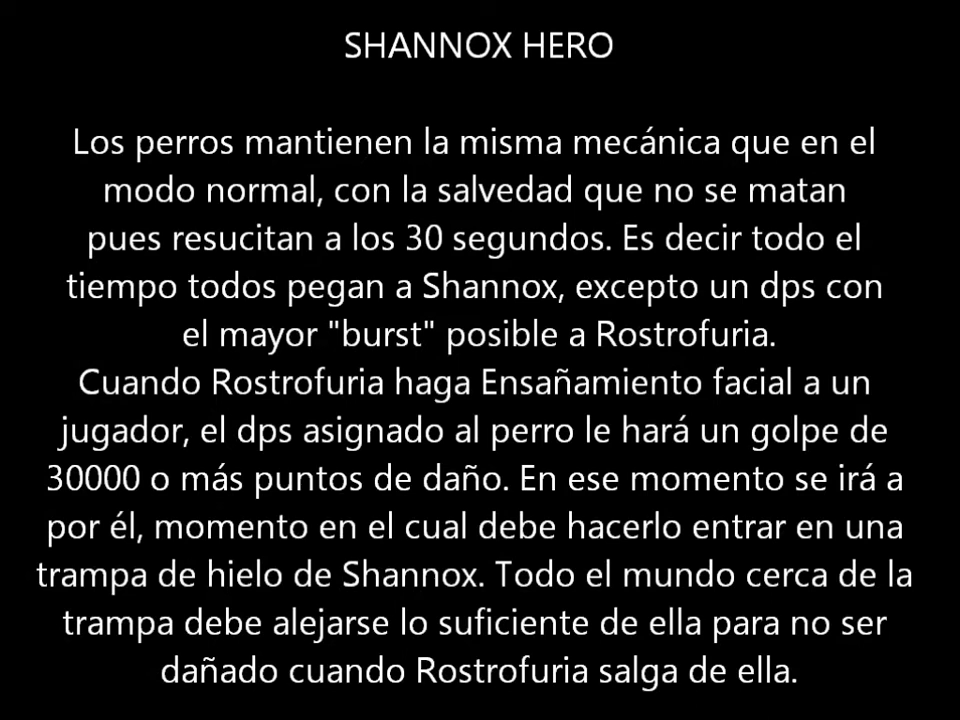 SHANNOX HERO
Los perros mantienen la misma mecánica que en el
modo normal, con la salvedad que no se matan
pues resucitan a los 30 segundos. Es decir todo el
tiempo todos pegan a Shannox, excepto un dps con
el mayor "burst" posible a Rostrofuria.
Cuando Rostrofuria haga Ensañamiento facial a un
jugador, el dps asignado al perro le hará un golpe de
30000 o más puntos de daño. En ese momento se irá a
por él, momento en el cual debe hacerlo entrar en una
trampa de hielo de Shannox. Todo el mundo cerca de la
trampa debe alejarse lo suficiente de ella para no ser
dañado cuando Rostrofuria salga de ella.